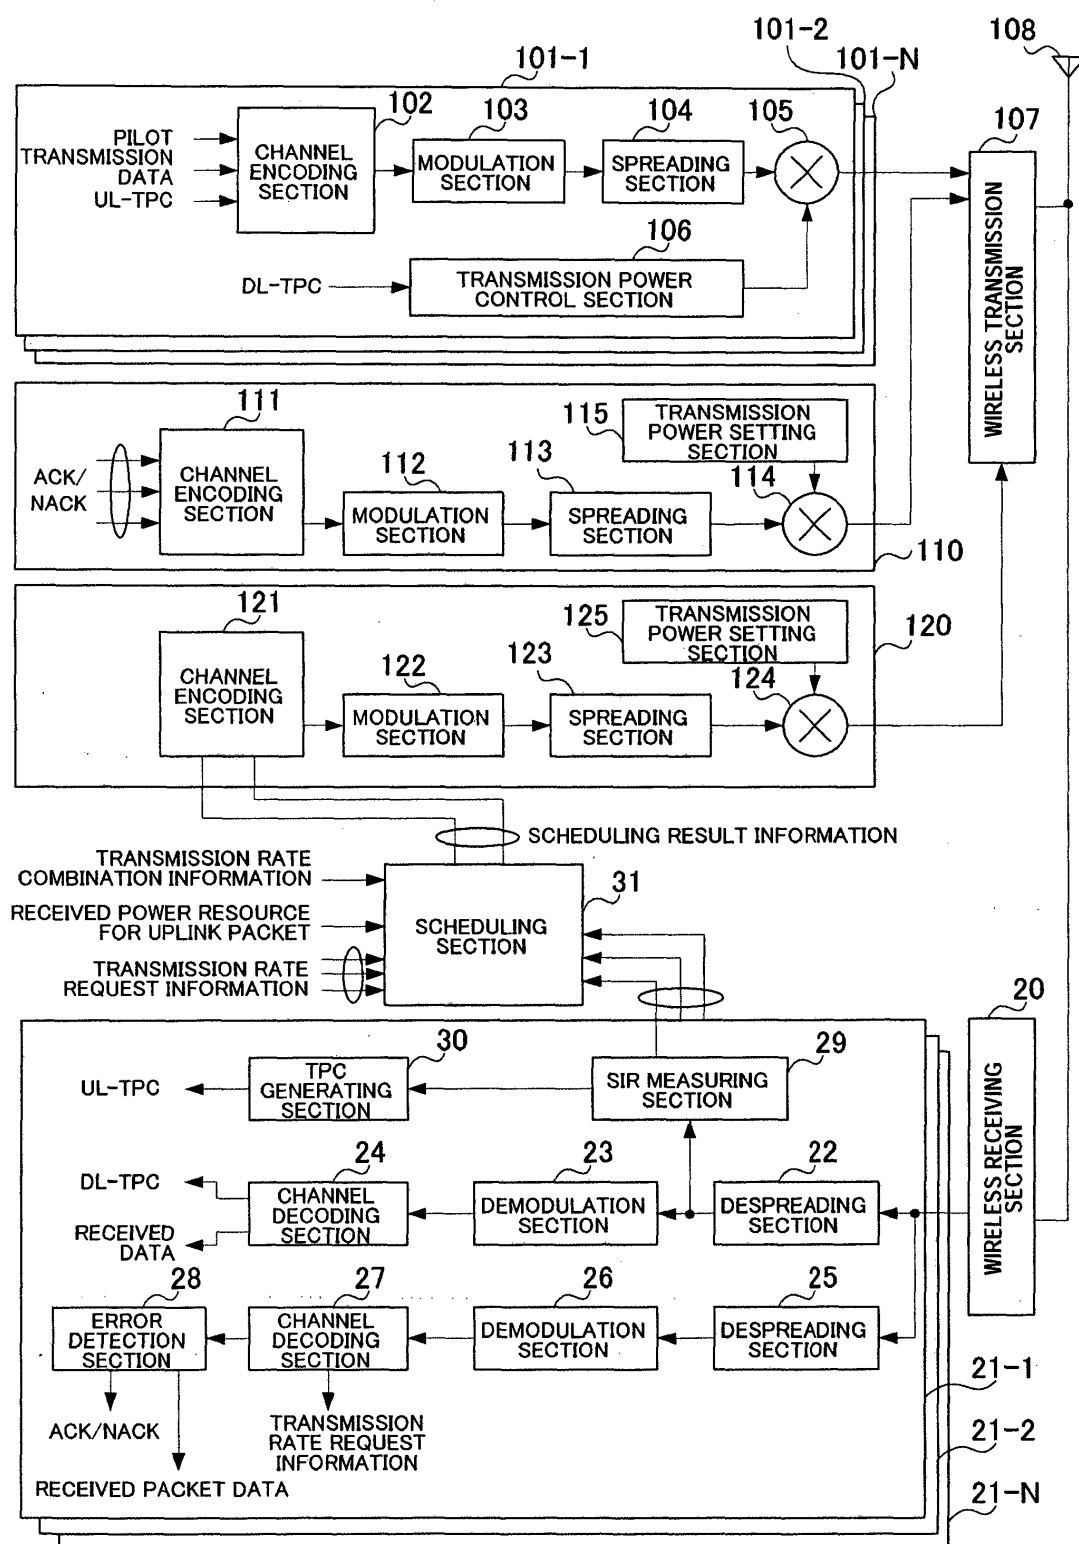 101-2
108
101-1
101-N
102
103
104
105
107
PILOT
TRANSMISSION
DATA
UL-TPC
CHANNEL
ENCODING
SECTION
MODULATION
SECTION
SPREADING
SECTION
106
DL-TPC
TRANSMISSION POWER
CONTROL SECTION
WIRELESS TRANSMISSION
SECTION
111
115
TRANSMISSION
POWER SETTING
SECTION
112
113
114
ACK/
NACK
CHANNEL
ENCODING
SECTION
MODULATION
SECTION
SPREADING
SECTION
110
121
125
TRANSMISSION
POWER SETTING
SECTION
120
122
123
124
CHANNEL
ENCODING
SECTION
MODULATION
SECTION
SPREADING
SECTION
SCHEDULING RESULT INFORMATION
TRANSMISSION RATE
COMBINATION INFORMATION
31
RECEIVED POWER RESOURCE
FOR UPLINK PACKET
SCHEDULING
SECTION
TRANSMISSION RATE
REQUEST INFORMATION
20
30
29
UL-TPC
TPC
GENERATING
SECTION
SIR MEASURING
SECTION
WIRELESS RECEIVING
SECTION
24
23
22
DL-TPC
RECEIVED
DATA
CHANNEL
DECODING
SECTION
DEMODULATION
SECTION
DESPREADING
SECTION
28
27
26
25
ERROR
DETECTION
SECTION
CHANNEL
DECODING
SECTION
DEMODULATION
SECTION
DESPREADING
SECTION
21-1
ACK/NACK
TRANSMISSION
RATE REQUEST
INFORMATION
21-2
RECEIVED PACKET DATA
21-N